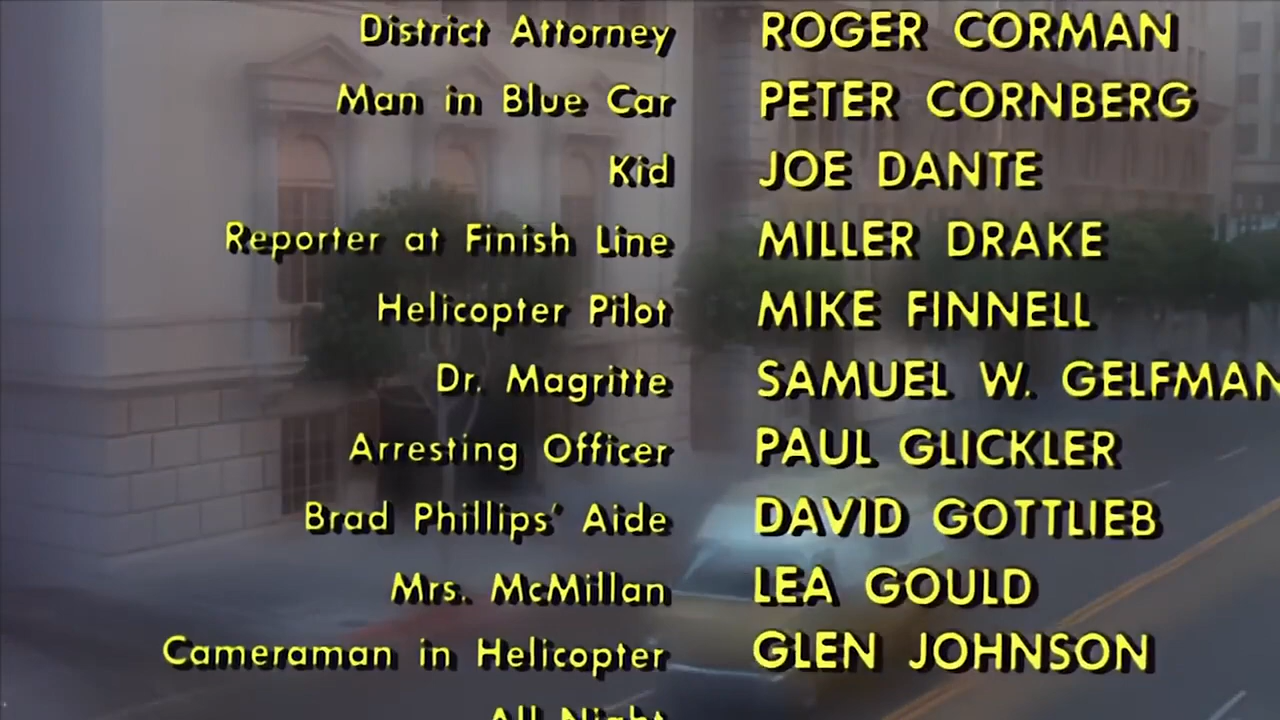 District Attorney ROGER CORMAN
Man in Blue Car PETER CORNBERG
Kid JOE DANTE
Reporter at Finish Line MILLER DRAKE
Helicopter Pilot MIKE FINNELL
Dr. Magritte SAMUEL W. GELFMAN
Arresting Officer PAUL GLICKLER
Brad Phillips' Aide DAVID GOTTLIEB
Mrs. McMillan LEA GOULD
Cameraman in Helicopter GLEN JOHNSON
All Night